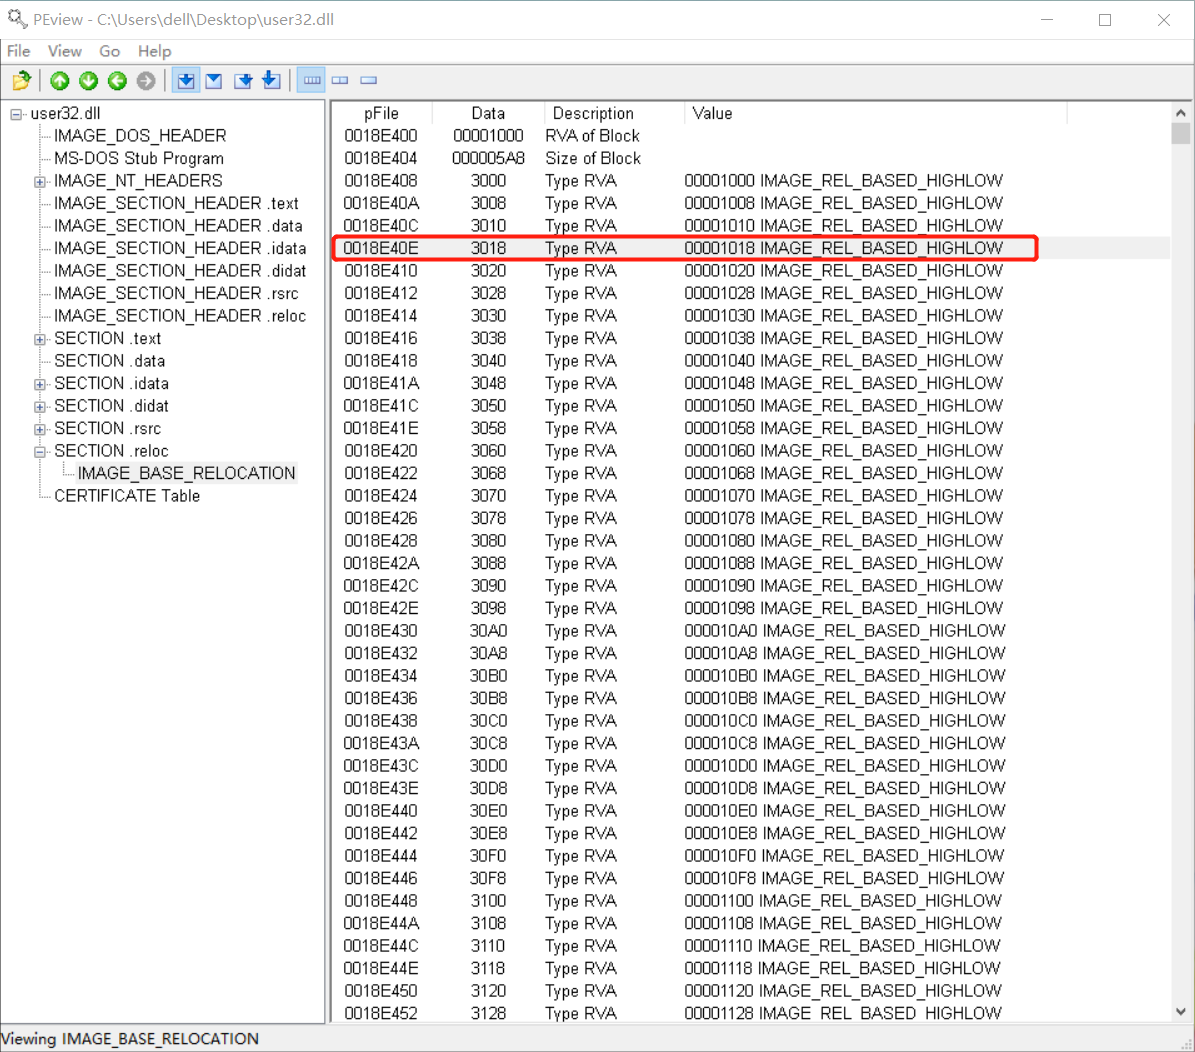 PEview - C:\Users\dell\Desktop\user32.dll
File View Go Help
user32.dll
IMAGE_DOS_HEADER
MS-DOS Stub Program
IMAGE_NT_HEADERS
IMAGE_SECTION_HEADER .text
IMAGE_SECTION_HEADER .data
IMAGE_SECTION_HEADER .idata
IMAGE_SECTION_HEADER .didat
IMAGE_SECTION_HEADER .rsrc
IMAGE_SECTION_HEADER .reloc
SECTION .text
SECTION .data
SECTION .idata
SECTION .didat
SECTION .rsrc
SECTION .reloc
IMAGE_BASE_RELOCATION
CERTIFICATE Table
pFile Data Description Value
0018E400 00001000 RVA of Block
0018E404 000005A8 Size of Block
0018E408 3000 Type RVA 00001000 IMAGE_REL_BASED_HIGHLOW
0018E40A 3008 Type RVA 00001008 IMAGE_REL_BASED_HIGHLOW
0018E40C 3010 Type RVA 00001010 IMAGE_REL_BASED_HIGHLOW
0018E40E 3018 Type RVA 00001018 IMAGE_REL_BASED_HIGHLOW
0018E410 3020 Type RVA 00001020 IMAGE_REL_BASED_HIGHLOW
0018E412 3028 Type RVA 00001028 IMAGE_REL_BASED_HIGHLOW
0018E414 3030 Type RVA 00001030 IMAGE_REL_BASED_HIGHLOW
0018E416 3038 Type RVA 00001038 IMAGE_REL_BASED_HIGHLOW
0018E418 3040 Type RVA 00001040 IMAGE_REL_BASED_HIGHLOW
0018E41A 3048 Type RVA 00001048 IMAGE_REL_BASED_HIGHLOW
0018E41C 3050 Type RVA 00001050 IMAGE_REL_BASED_HIGHLOW
0018E41E 3058 Type RVA 00001058 IMAGE_REL_BASED_HIGHLOW
0018E420 3060 Type RVA 00001060 IMAGE_REL_BASED_HIGHLOW
0018E422 3068 Type RVA 00001068 IMAGE_REL_BASED_HIGHLOW
0018E424 3070 Type RVA 00001070 IMAGE_REL_BASED_HIGHLOW
0018E426 3078 Type RVA 00001078 IMAGE_REL_BASED_HIGHLOW
0018E428 3080 Type RVA 00001080 IMAGE_REL_BASED_HIGHLOW
0018E42A 3088 Type RVA 00001088 IMAGE_REL_BASED_HIGHLOW
0018E42C 3090 Type RVA 00001090 IMAGE_REL_BASED_HIGHLOW
0018E42E 3098 Type RVA 00001098 IMAGE_REL_BASED_HIGHLOW
0018E430 30A0 Type RVA 000010A0 IMAGE_REL_BASED_HIGHLOW
0018E432 30A8 Type RVA 000010A8 IMAGE_REL_BASED_HIGHLOW
0018E434 30B0 Type RVA 000010B0 IMAGE_REL_BASED_HIGHLOW
0018E436 30B8 Type RVA 000010B8 IMAGE_REL_BASED_HIGHLOW
0018E438 30C0 Type RVA 000010C0 IMAGE_REL_BASED_HIGHLOW
0018E43A 30C8 Type RVA 000010C8 IMAGE_REL_BASED_HIGHLOW
0018E43C 30D0 Type RVA 000010D0 IMAGE_REL_BASED_HIGHLOW
0018E43E 30D8 Type RVA 000010D8 IMAGE_REL_BASED_HIGHLOW
0018E440 30E0 Type RVA 000010E0 IMAGE_REL_BASED_HIGHLOW
0018E442 30E8 Type RVA 000010E8 IMAGE_REL_BASED_HIGHLOW
0018E444 30F0 Type RVA 000010F0 IMAGE_REL_BASED_HIGHLOW
0018E446 30F8 Type RVA 000010F8 IMAGE_REL_BASED_HIGHLOW
0018E448 3100 Type RVA 00001100 IMAGE_REL_BASED_HIGHLOW
0018E44A 3108 Type RVA 00001108 IMAGE_REL_BASED_HIGHLOW
0018E44C 3110 Type RVA 00001110 IMAGE_REL_BASED_HIGHLOW
0018E44E 3118 Type RVA 00001118 IMAGE_REL_BASED_HIGHLOW
0018E450 3120 Type RVA 00001120 IMAGE_REL_BASED_HIGHLOW
0018E452 3128 Type RVA 00001128 IMAGE_REL_BASED_HIGHLOW
Viewing IMAGE_BASE_RELOCATION